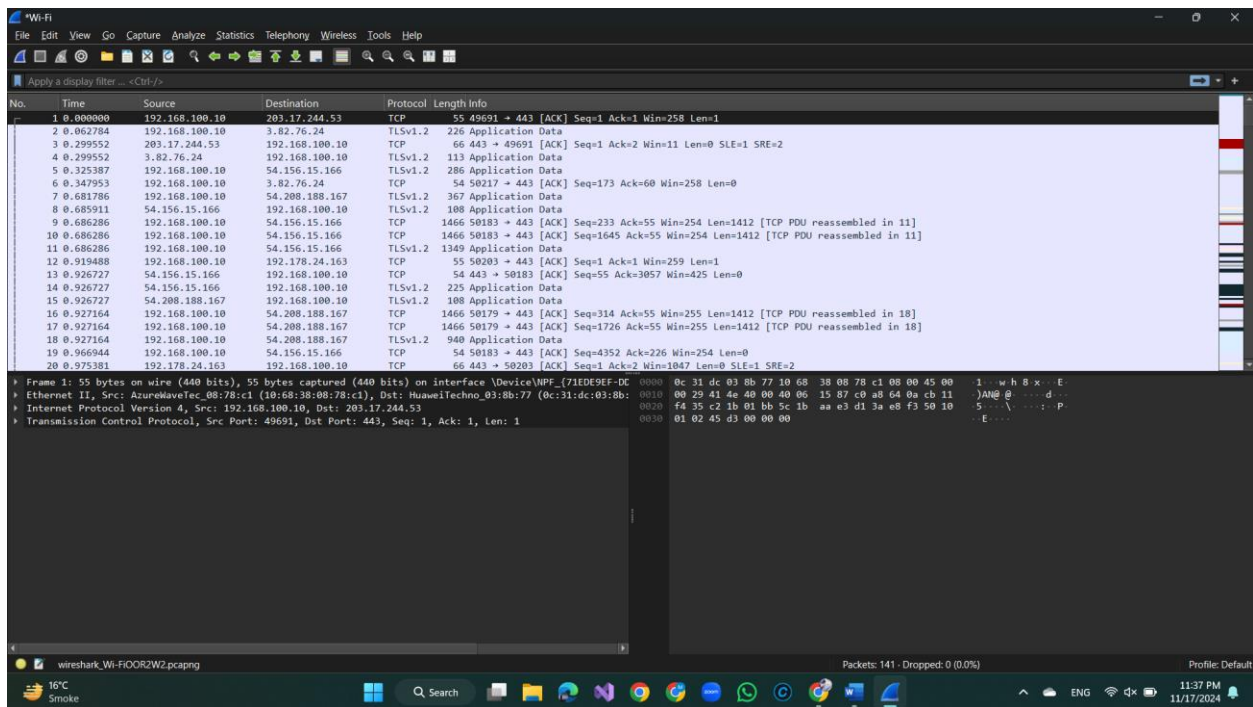 *Wi-Fi
File Edit View Go Capture Analyze Statistics Telephony Wireless Tools Help
Apply a display filter ... <Ctrl-/>
No. Time Source Destination Protocol Length Info
1 0.000000 192.168.100.10 203.17.244.53 TCP 55 49691 → 443 [ACK] Seq=1 Ack=1 Win=258 Len=1
2 0.062784 192.168.100.10 3.82.76.24 TLSv1.2 226 Application Data
3 0.299552 203.17.244.53 192.168.100.10 TCP 66 443 → 49691 [ACK] Seq=1 Ack=2 Win=11 Len=0 SLE=1 SRE=2
4 0.299552 3.82.76.24 192.168.100.10 TLSv1.2 113 Application Data
5 0.325387 192.168.100.10 54.156.15.166 TLSv1.2 286 Application Data
6 0.347953 192.168.100.10 3.82.76.24 TCP 54 50217 → 443 [ACK] Seq=173 Ack=60 Win=258 Len=0
7 0.681786 192.168.100.10 54.208.188.167 TLSv1.2 367 Application Data
8 0.685911 54.156.15.166 192.168.100.10 TLSv1.2 108 Application Data
9 0.686286 192.168.100.10 54.156.15.166 TCP 1466 50183 → 443 [ACK] Seq=233 Ack=55 Win=254 Len=1412 [TCP PDU reassembled in 11]
10 0.686286 192.168.100.10 54.156.15.166 TCP 1466 50183 → 443 [ACK] Seq=1645 Ack=55 Win=254 Len=1412 [TCP PDU reassembled in 11]
11 0.686286 192.168.100.10 54.156.15.166 TLSv1.2 1349 Application Data
12 0.919488 192.168.100.10 192.178.24.163 TCP 55 50203 → 443 [ACK] Seq=1 Ack=1 Win=259 Len=1
13 0.926727 54.156.15.166 192.168.100.10 TCP 54 443 → 50183 [ACK] Seq=55 Ack=3057 Win=425 Len=0
14 0.926727 54.156.15.166 192.168.100.10 TLSv1.2 225 Application Data
15 0.926727 54.208.188.167 192.168.100.10 TLSv1.2 108 Application Data
16 0.927164 192.168.100.10 54.208.188.167 TCP 1466 50179 → 443 [ACK] Seq=314 Ack=55 Win=255 Len=1412 [TCP PDU reassembled in 18]
17 0.927164 192.168.100.10 54.208.188.167 TCP 1466 50179 → 443 [ACK] Seq=1726 Ack=55 Win=255 Len=1412 [TCP PDU reassembled in 18]
18 0.927164 192.168.100.10 54.208.188.167 TLSv1.2 940 Application Data
19 0.966944 192.168.100.10 54.156.15.166 TCP 54 50183 → 443 [ACK] Seq=4352 Ack=226 Win=254 Len=0
20 0.975381 192.178.24.163 192.168.100.10 TCP 66 443 → 50203 [ACK] Seq=1 Ack=2 Win=1047 Len=0 SLE=1 SRE=2
Frame 1: 55 bytes on wire (440 bits), 55 bytes captured (440 bits) on interface \Device\NPF_{71EDE9EF-DD
Ethernet II, Src: AzureWaveTec_08:78:c1 (10:68:38:08:78:c1), Dst: HuaweiTechno_03:8b:77 (0c:31:dc:03:8b:
Internet Protocol Version 4, Src: 192.168.100.10, Dst: 203.17.244.53
Transmission Control Protocol, Src Port: 49691, Dst Port: 443, Seq: 1, Ack: 1, Len: 1
0000 0c 31 dc 03 8b 77 10 68 38 08 78 c1 08 00 45 00 ·1···w·h 8·x···E·
0010 00 29 41 4e 40 00 40 06 15 87 c0 a8 64 0a cb 11 ·)AN@·@· ····d···
0020 f4 35 c2 1b 01 bb 5c 1b aa e3 d1 3a e8 f3 50 10 ·5····\· ···:··P·
0030 01 02 45 d3 00 00 00 ··E····
wireshark_Wi-FiOOR2W2.pcapng Packets: 141 · Dropped: 0 (0.0%) Profile: Default
16°C
Smoke
Search
zoom
ENG
11:37 PM
11/17/2024